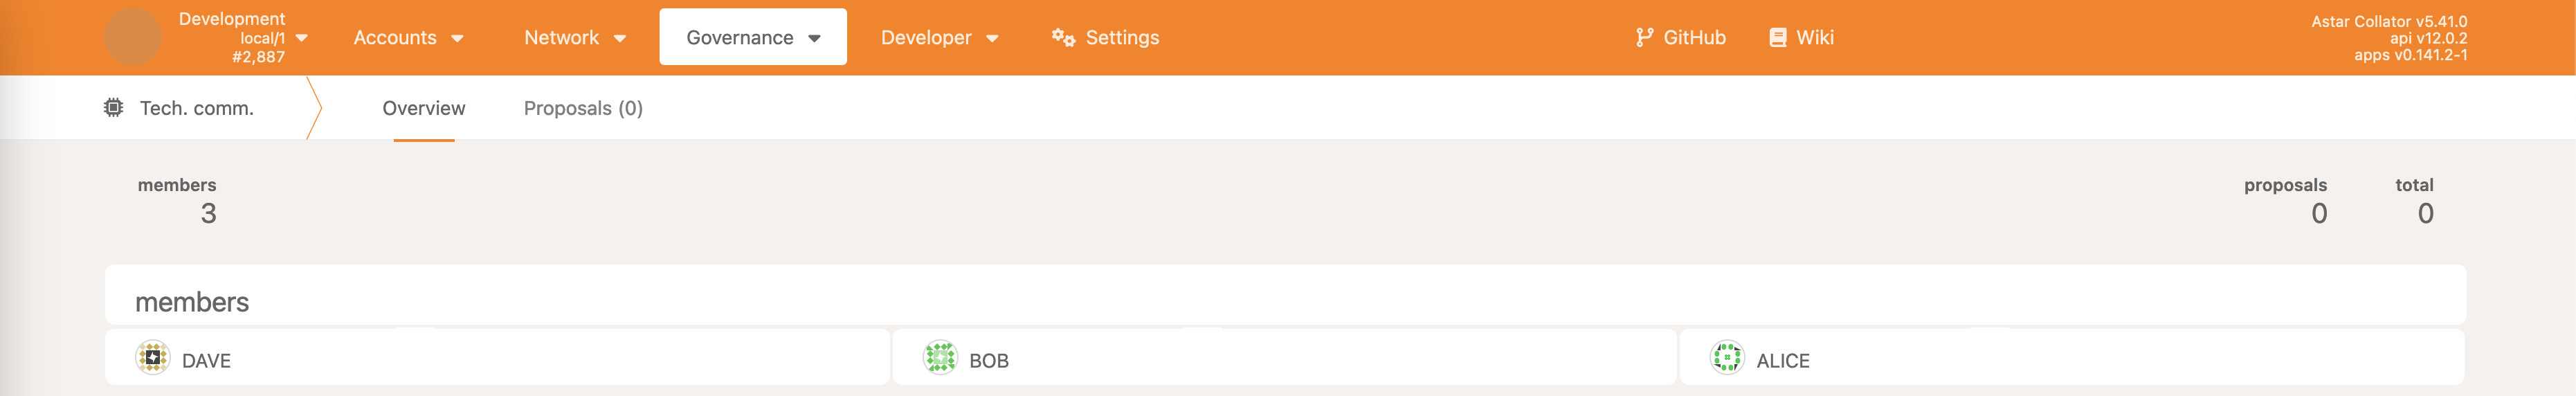 Development
local/1
#2,887
Accounts
Network
Governance
Developer
Settings
GitHub
Wiki
Astar Collator v5.41.0
api v12.0.2
apps v0.141.2-1
Tech. comm.
Overview
Proposals (0)
members
3
proposals
0
total
0
members
DAVE
BOB
ALICE